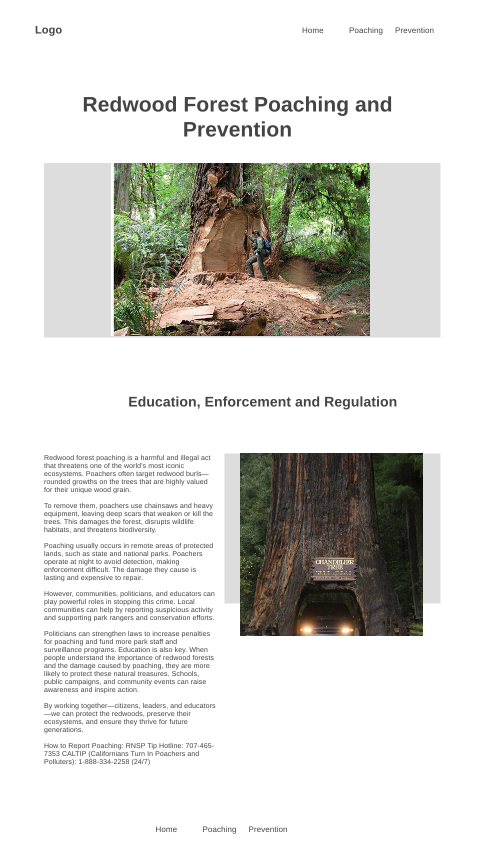 Logo
Home Poaching Prevention
Redwood Forest Poaching and
Prevention
Education, Enforcement and Regulation
Redwood forest poaching is a harmful and illegal act
that threatens one of the world's most iconic
ecosystems. Poachers often target redwood burls—
rounded growths on the trees that are highly valued
for their unique wood grain.
To remove them, poachers use chainsaws and heavy
equipment, leaving deep scars that weaken or kill the
trees. This damages the forest, disrupts wildlife
habitats, and threatens biodiversity.
Poaching usually occurs in remote areas of protected
lands, such as state and national parks. Poachers
operate at night to avoid detection, making
enforcement difficult. The damage they cause is
lasting and expensive to repair.
However, communities, politicians, and educators can
play powerful roles in stopping this crime. Local
communities can help by reporting suspicious activity
and supporting park rangers and conservation efforts.
Politicians can strengthen laws to increase penalties
for poaching and fund more park staff and
surveillance programs. Education is also key. When
people understand the importance of redwood forests
and the damage caused by poaching, they are more
likely to protect these natural treasures. Schools,
public campaigns, and community events can raise
awareness and inspire action.
By working together—citizens, leaders, and educators
—we can protect the redwoods, preserve their
ecosystems, and ensure they thrive for future
generations.
How to Report Poaching: RNSP Tip Hotline: 707-465-
7353 CALTIP (Californians Turn In Poachers and
Polluters): 1-888-334-2258 (24/7)
CHANDELIER
TREE
Home Poaching Prevention